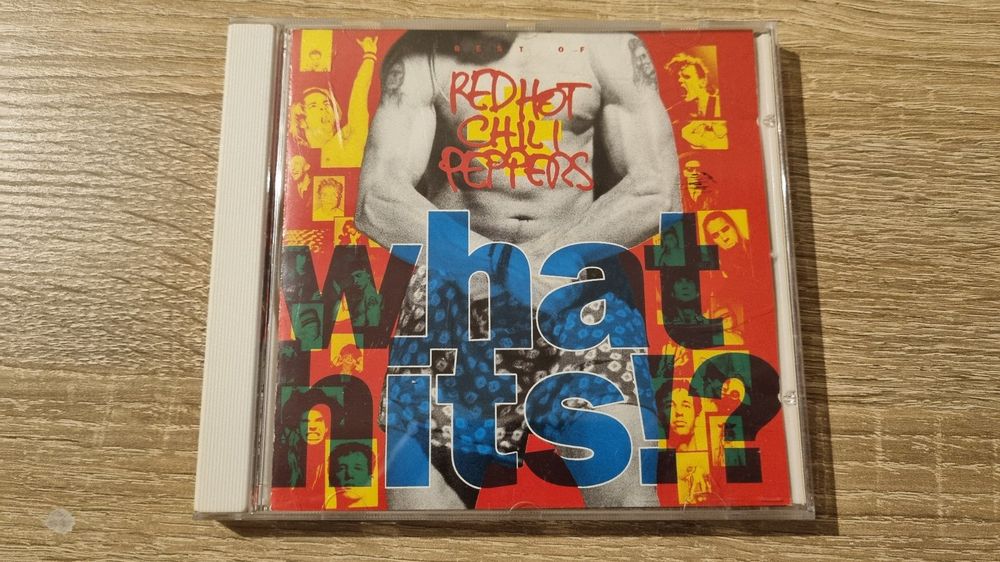 BEST OF
RED HOT
CHILI
PEPPERS
what
hits!?